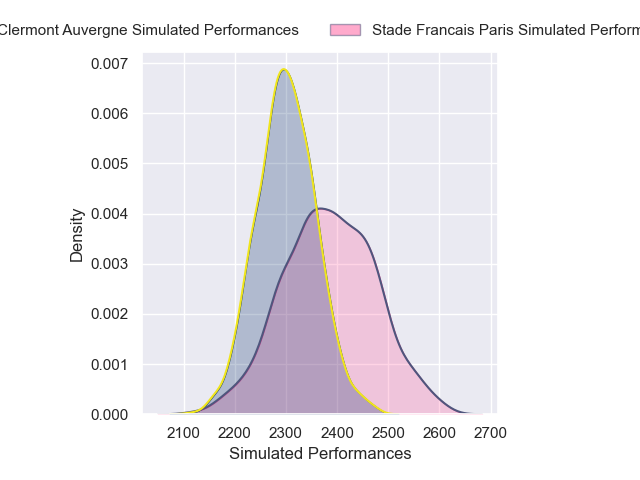 Clermont Auvergne Simulated Performances Stade Francais Paris Simulated Perform
0.007
0.006
0.005
0.004
0.003
0.002
0.001
0.000
Density
2100 2200 2300 2400 2500 2600 2700
Simulated Performances